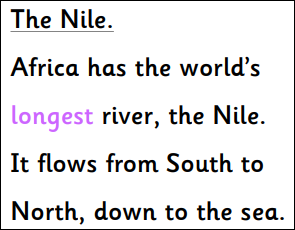 The Nile.
Africa has the world’s
longest river, the Nile.
It flows from South to
North, down to the sea.